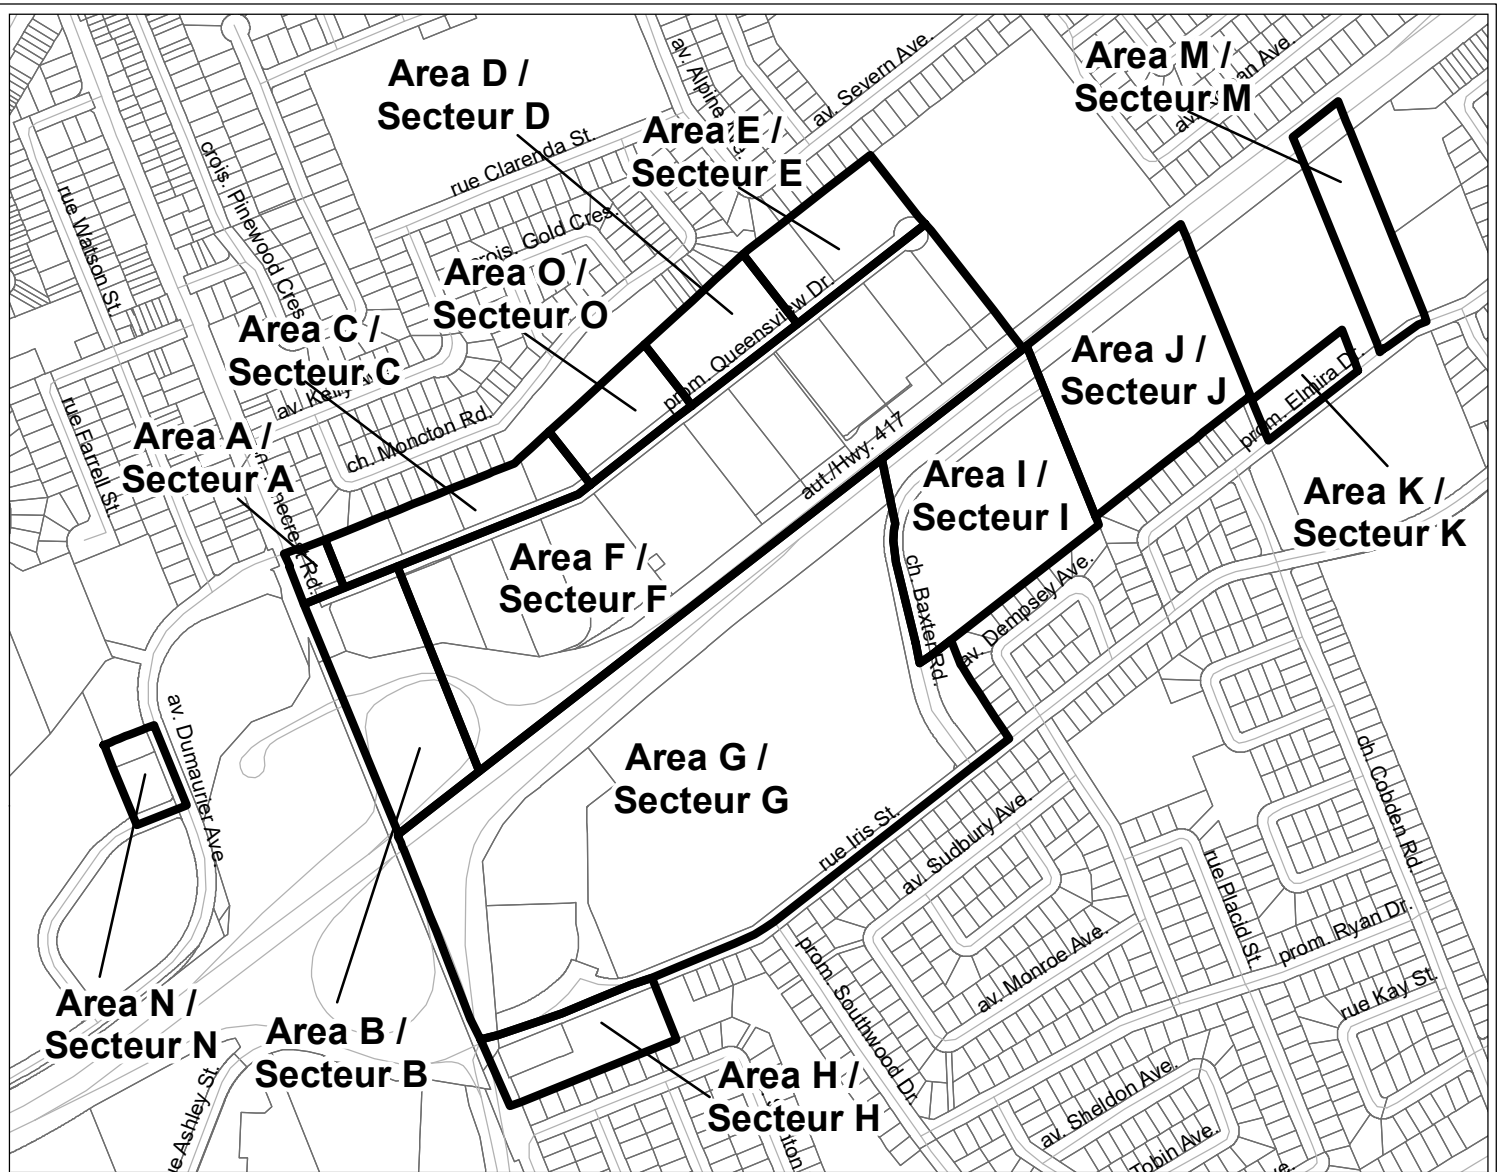 Area D /
Secteur D
Area M /
Secteur M
Area E /
Secteur E
av. Severn Ave.
rue Clarenda St.
crois. Pinewood Cres.
rue Watson St.
crois. Gold Cres.
Area O /
Secteur O
prom. Queensview Dr.
Area C /
Secteur C
Area J /
Secteur J
prom. Elmira Dr.
ch. Moncton Rd.
rue Farrell St.
Area A /
Secteur A
aut./Hwy. 417
Area I /
Secteur I
Area K /
Secteur K
Area F /
Secteur F
ch. Baxter Rd.
av. Dempsey Ave.
av. Dumaurier Ave.
Area G /
Secteur G
rue Iris St.
av. Sudbury Ave.
ch. Cobden Rd.
rue Placid St.
prom. Ryan Dr.
av. Monroe Ave.
prom. Southwood Dr.
rue Kay St.
Area N /
Secteur N
Area B /
Secteur B
Area H /
Secteur H
av. Sheldon Ave.
Ashley St.
Tobin Ave.